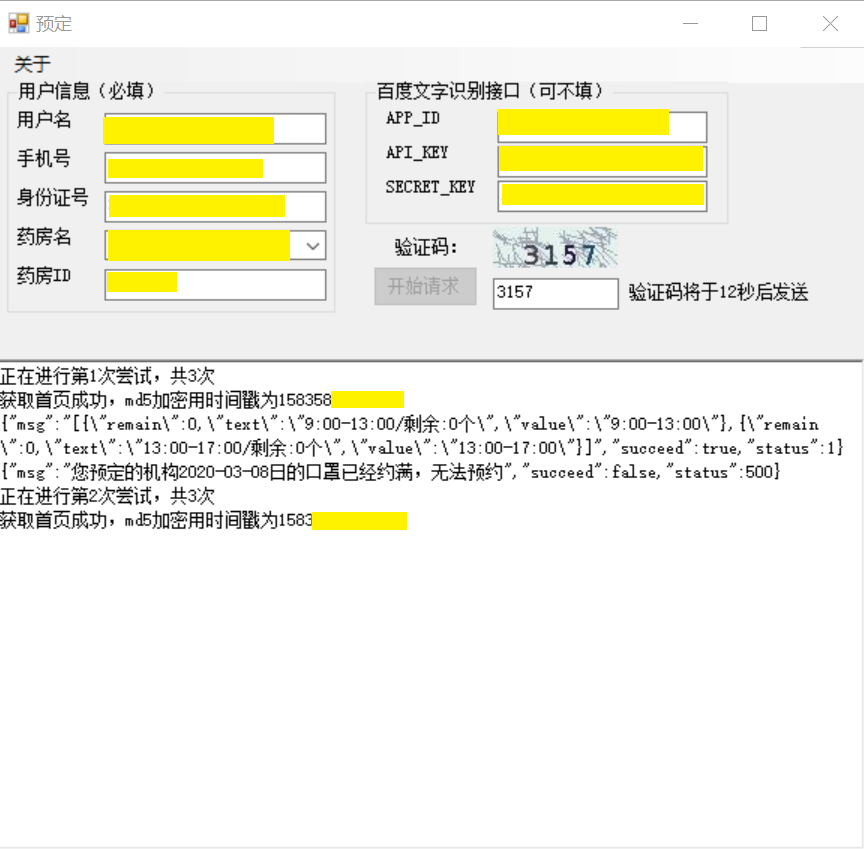 预定
关于
用户信息（必填）
用户名
手机号
身份证号
药房名
药房ID
百度文字识别接口（可不填）
APP_ID
API_KEY
SECRET_KEY
验证码：
3157
开始请求
3157
验证码将于12秒后发送
正在进行第1次尝试，共3次
获取首页成功，md5加密用时间戳为158358
{"msg":"[{\"remain\":0,\"text\":\"9:00-13:00/剩余:0个\",\"value\":\"9:00-13:00\"},{\"remain
\":0,\"text\":\"13:00-17:00/剩余:0个\",\"value\":\"13:00-17:00\"}]","succeed":true,"status":1}
{"msg":"您预定的机构2020-03-08日的口罩已经约满，无法预约","succeed":false,"status":500}
正在进行第2次尝试，共3次
获取首页成功，md5加密用时间戳为1583